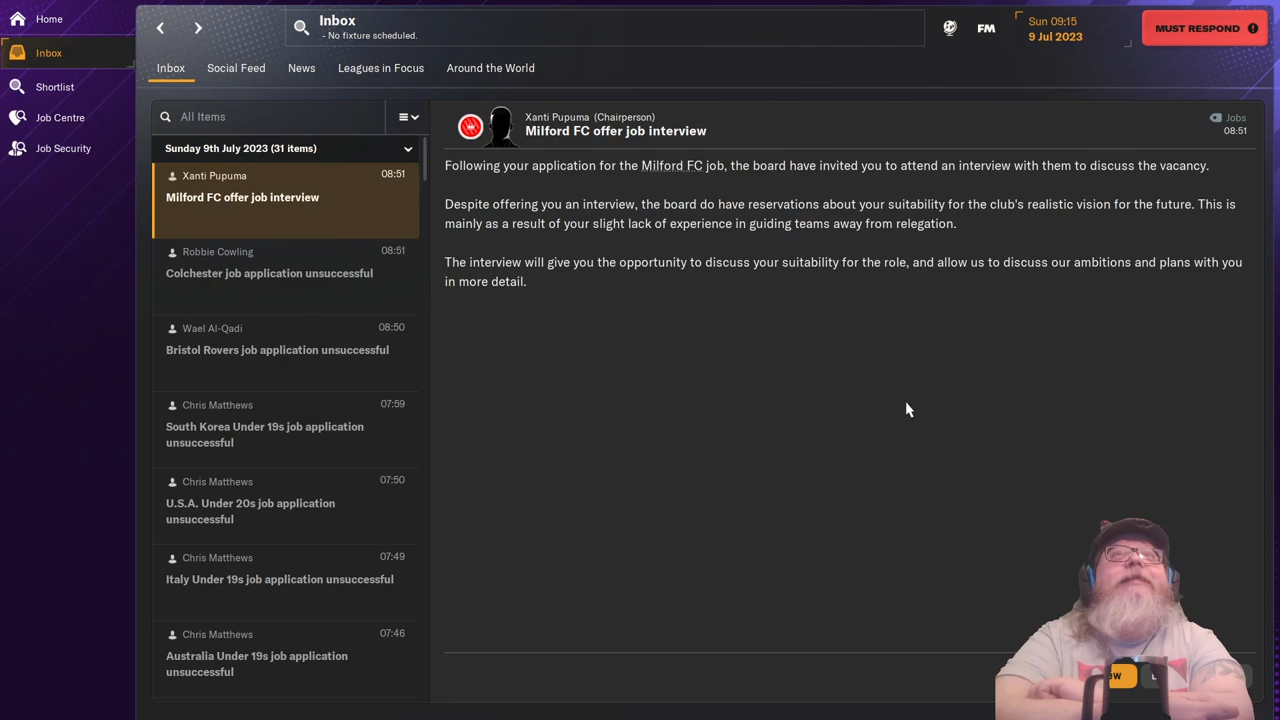 Home
Inbox
Shortlist
Job Centre
Job Security
Inbox
- No fixture scheduled.
FM
Sun 09:15
9 Jul 2023
MUST RESPOND
Inbox
Social Feed
News
Leagues in Focus
Around the World
All Items
Sunday 9th July 2023 (31 items)
Xanti Pupuma
08:51
Milford FC offer job interview
Robbie Cowling
08:51
Colchester job application unsuccessful
Wael Al-Qadi
08:50
Bristol Rovers job application unsuccessful
Chris Matthews
07:59
South Korea Under 19s job application
unsuccessful
Chris Matthews
07:50
U.S.A. Under 20s job application
unsuccessful
Chris Matthews
07:49
Italy Under 19s job application unsuccessful
Chris Matthews
07:46
Australia Under 19s job application
unsuccessful
Xanti Pupuma (Chairperson)
Milford FC offer job interview
Jobs
08:51
Following your application for the Milford FC job, the board have invited you to attend an interview with them to discuss the vacancy.
Despite offering you an interview, the board do have reservations about your suitability for the club's realistic vision for the future. This is
mainly as a result of your slight lack of experience in guiding teams away from relegation.
The interview will give you the opportunity to discuss your suitability for the role, and allow us to discuss our ambitions and plans with you
in more detail.